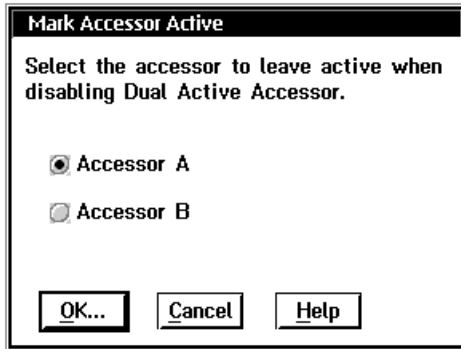 Mark Accessor Active
Select the accessor to leave active when
disabling Dual Active Accessor.
Accessor A
Accessor B
OK... Cancel Help